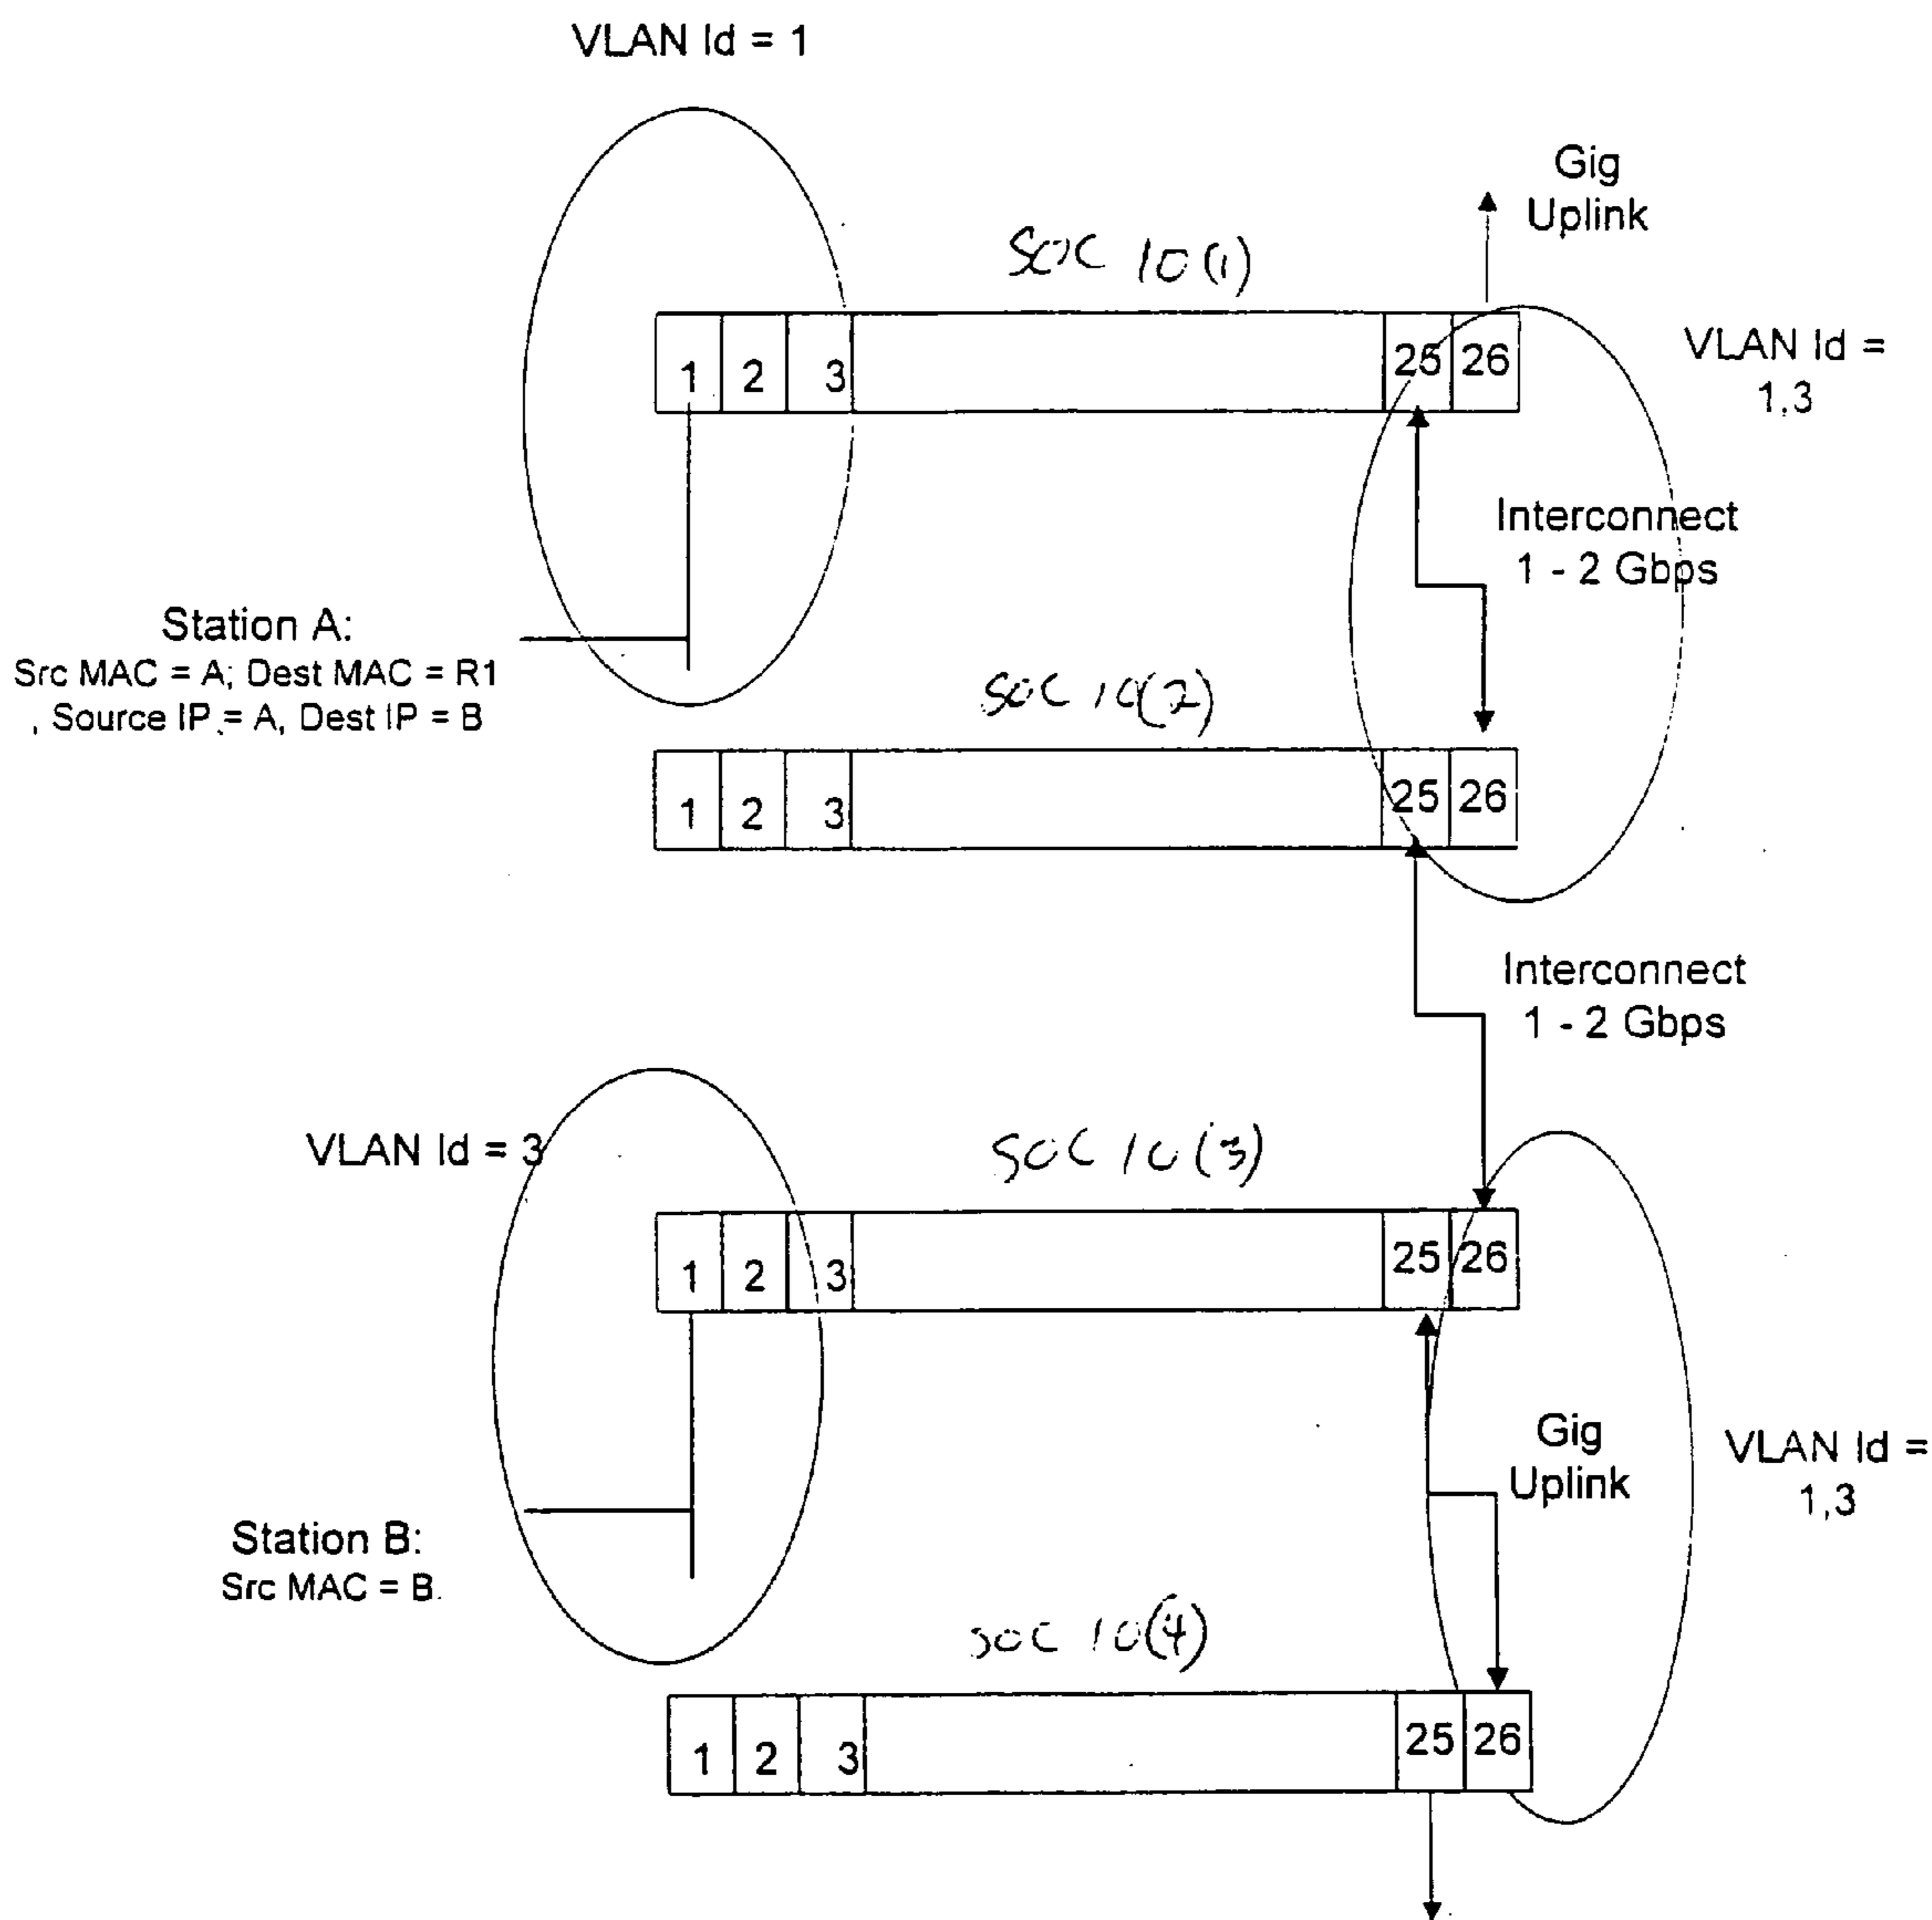 VLAN Id = 1
Gig
Uplink
SOC 10(1)
1 2 3 25 26
VLAN Id =
1,3
Interconnect
1 - 2 Gbps
Station A:
Src MAC = A; Dest MAC = R1
, Source IP = A, Dest IP = B
SOC 10(2)
1 2 3 25 26
Interconnect
1 - 2 Gbps
VLAN Id = 3
SOC 10(3)
1 2 3 25 26
Gig
Uplink
VLAN Id =
1,3
Station B:
Src MAC = B.
SOC 10(4)
1 2 3 25 26